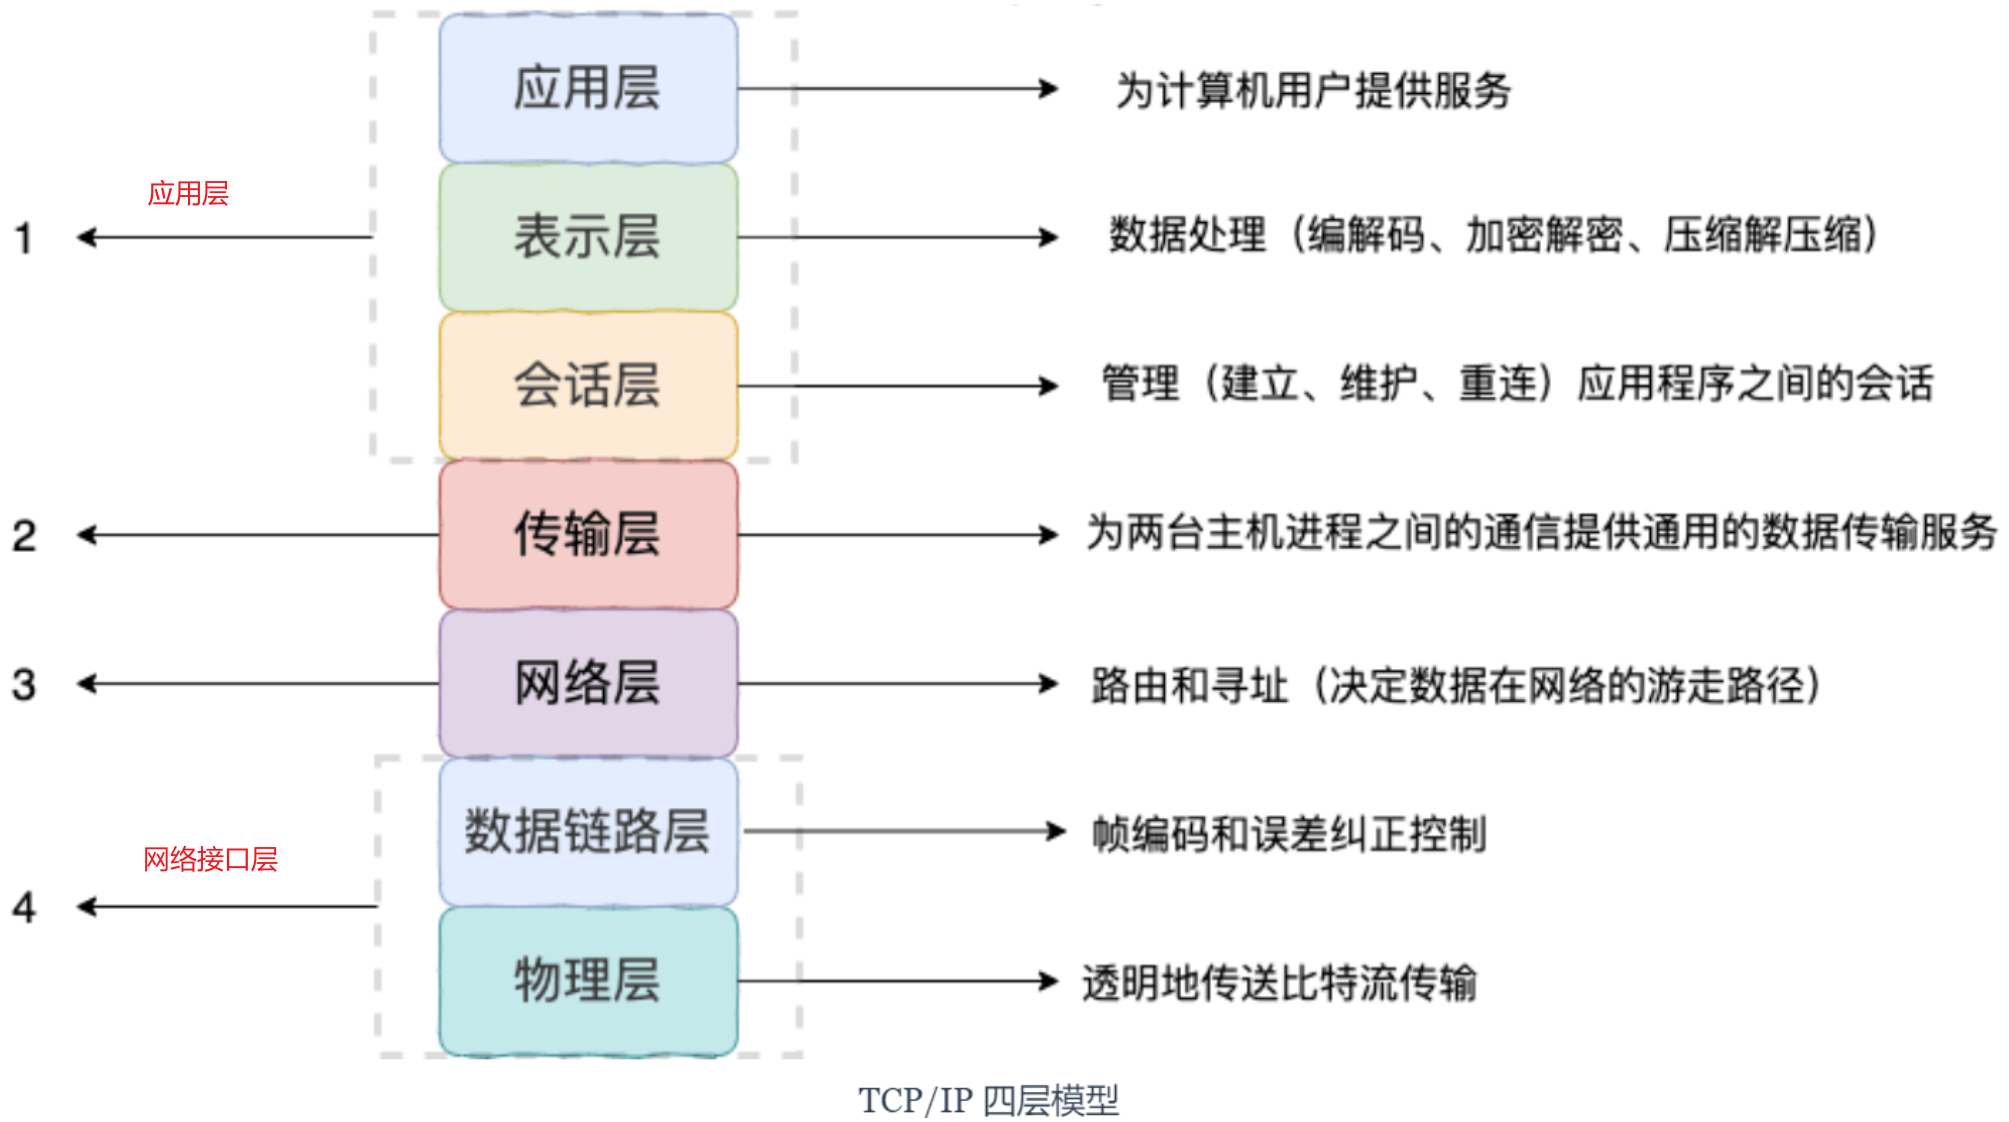 应用层
为计算机用户提供服务
应用层
1
表示层
数据处理（编解码、加密解密、压缩解压缩）
会话层
管理（建立、维护、重连）应用程序之间的会话
2
传输层
为两台主机进程之间的通信提供通用的数据传输服务
3
网络层
路由和寻址（决定数据在网络的游走路径）
数据链路层
帧编码和误差纠正控制
网络接口层
4
物理层
透明地传送比特流传输
TCP/IP 四层模型